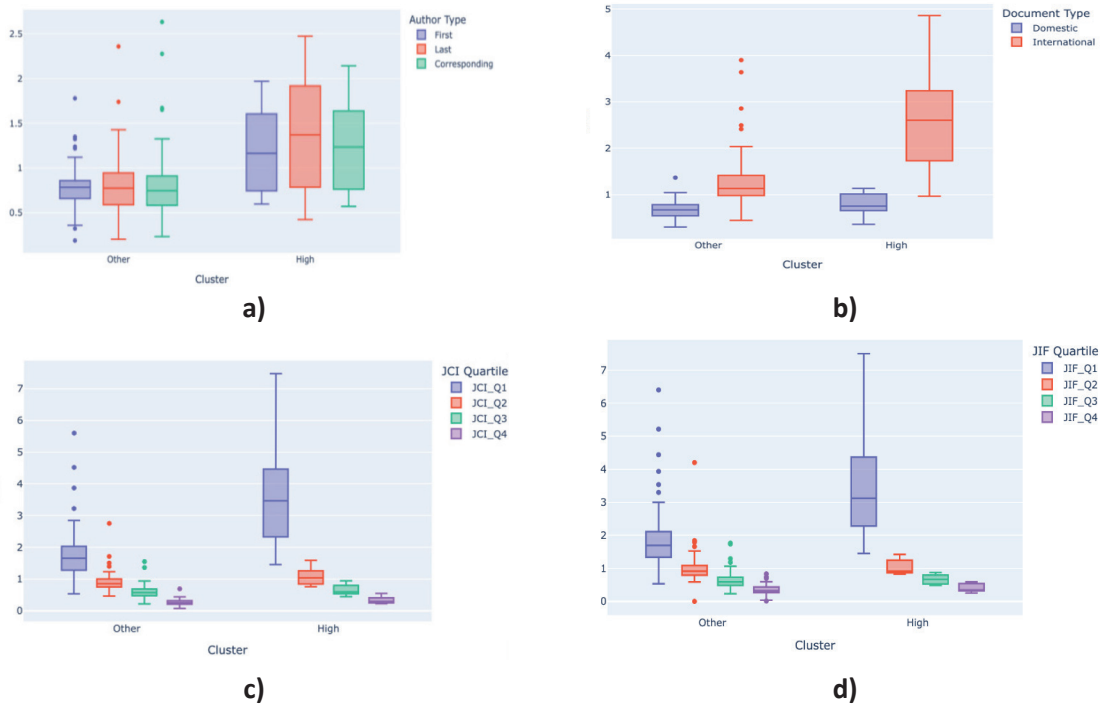 Author Type
First
Last
Corresponding
2.5
2
1.5
1
0.5
Other
High
Cluster
a)
Document Type
Domestic
International
5
4
3
2
1
Other
High
Cluster
b)
JCI Quartile
JCI_Q1
JCI_Q2
JCI_Q3
JCI_Q4
7
6
5
4
3
2
1
0
Other
High
Cluster
c)
JIF Quartile
JIF_Q1
JIF_Q2
JIF_Q3
JIF_Q4
7
6
5
4
3
2
1
0
Other
High
Cluster
d)